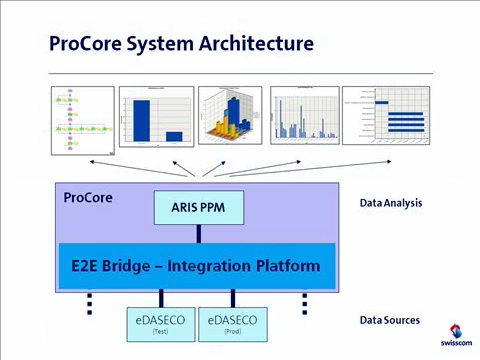 ProCore System Architecture
ProCore
ARIS PPM
Data Analysis
E2E Bridge – Integration Platform
eDASECO
(Test)
eDASECO
(Prod)
Data Sources
swisscom